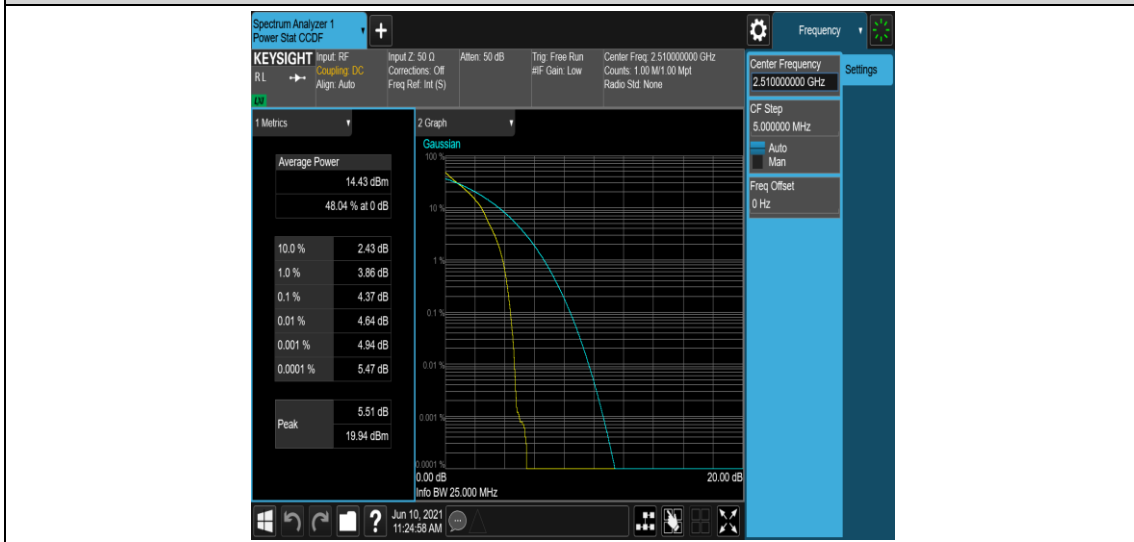 Spectrum Analyzer 1
Power Stat CCDF
+
Frequency
KEYSIGHT
RL
LXI
Input: RF
Coupling: DC
Align: Auto
Input Z: 50 Ω
Corrections: Off
Freq Ref: Int (S)
Atten: 50 dB
Trig: Free Run
#IF Gain: Low
Center Freq: 2.510000000 GHz
Counts: 1.00 M/1.00 Mpt
Radio Std: None
Center Frequency
2.510000000 GHz
Settings
CF Step
5.000000 MHz
Auto
Man
Freq Offset
0 Hz
1 Metrics
Average Power
14.43 dBm
48.04 % at 0 dB
10.0 % 2.43 dB
1.0 % 3.86 dB
0.1 % 4.37 dB
0.01 % 4.64 dB
0.001 % 4.94 dB
0.0001 % 5.47 dB
Peak
5.51 dB
19.94 dBm
2 Graph
Gaussian
100 %
10 %
1 %
0.1 %
0.01 %
0.001 %
0.0001 %
0.00 dB 20.00 dB
Info BW 25.000 MHz
?
Jun 10, 2021
11:24:58 AM